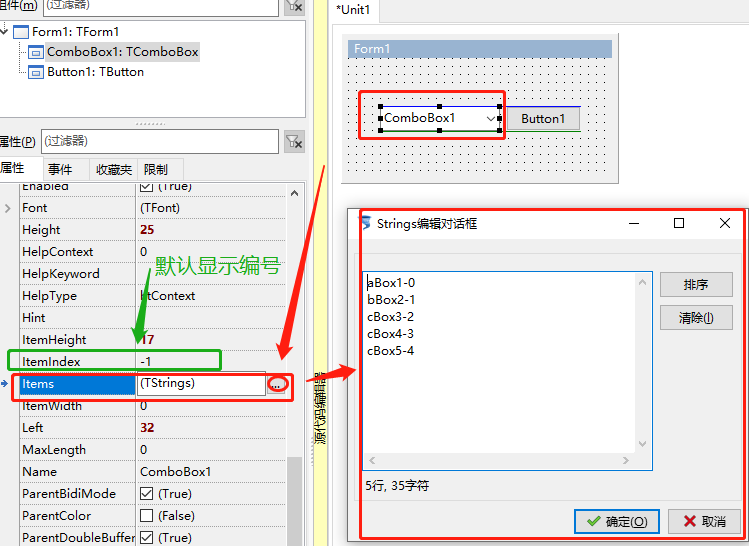 组件(m) (过滤器)
Form1: TForm1
ComboBox1: TComboBox
Button1: TButton
属性(P) (过滤器)
属性 事件 收藏夹 限制
Enabled (True)
Font (TFont)
Height 25
HelpContext 0
HelpKeyword
默认显示编号
HelpType htContext
Hint
ItemHeight 17
ItemIndex -1
Items (TStrings) ...
ItemWidth 0
Left 32
MaxLength 0
Name ComboBox1
ParentBidiMode (True)
ParentColor (False)
ParentDoubleBuffer (True)
源代码编辑器
*Unit1
Form1
ComboBox1 Button1
Strings编辑对话框
aBox1-0
bBox2-1
cBox3-2
cBox4-3
cBox5-4
排序
清除(l)
5行, 35字符
确定(O) 取消